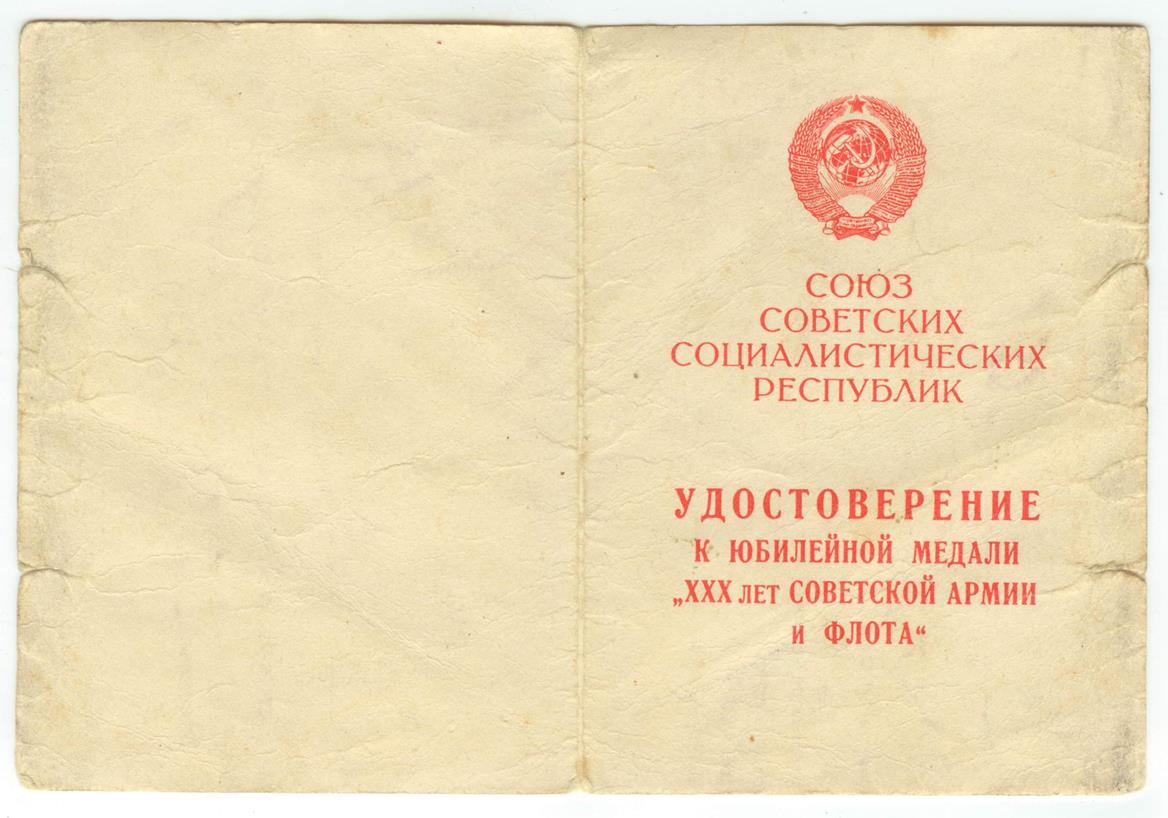 СОЮЗ
СОВЕТСКИХ
СОЦИАЛИСТИЧЕСКИХ
РЕСПУБЛИК
УДОСТОВЕРЕНИЕ
К ЮБИЛЕЙНОЙ МЕДАЛИ
„XXX ЛЕТ СОВЕТСКОЙ АРМИИ
И ФЛОТА“